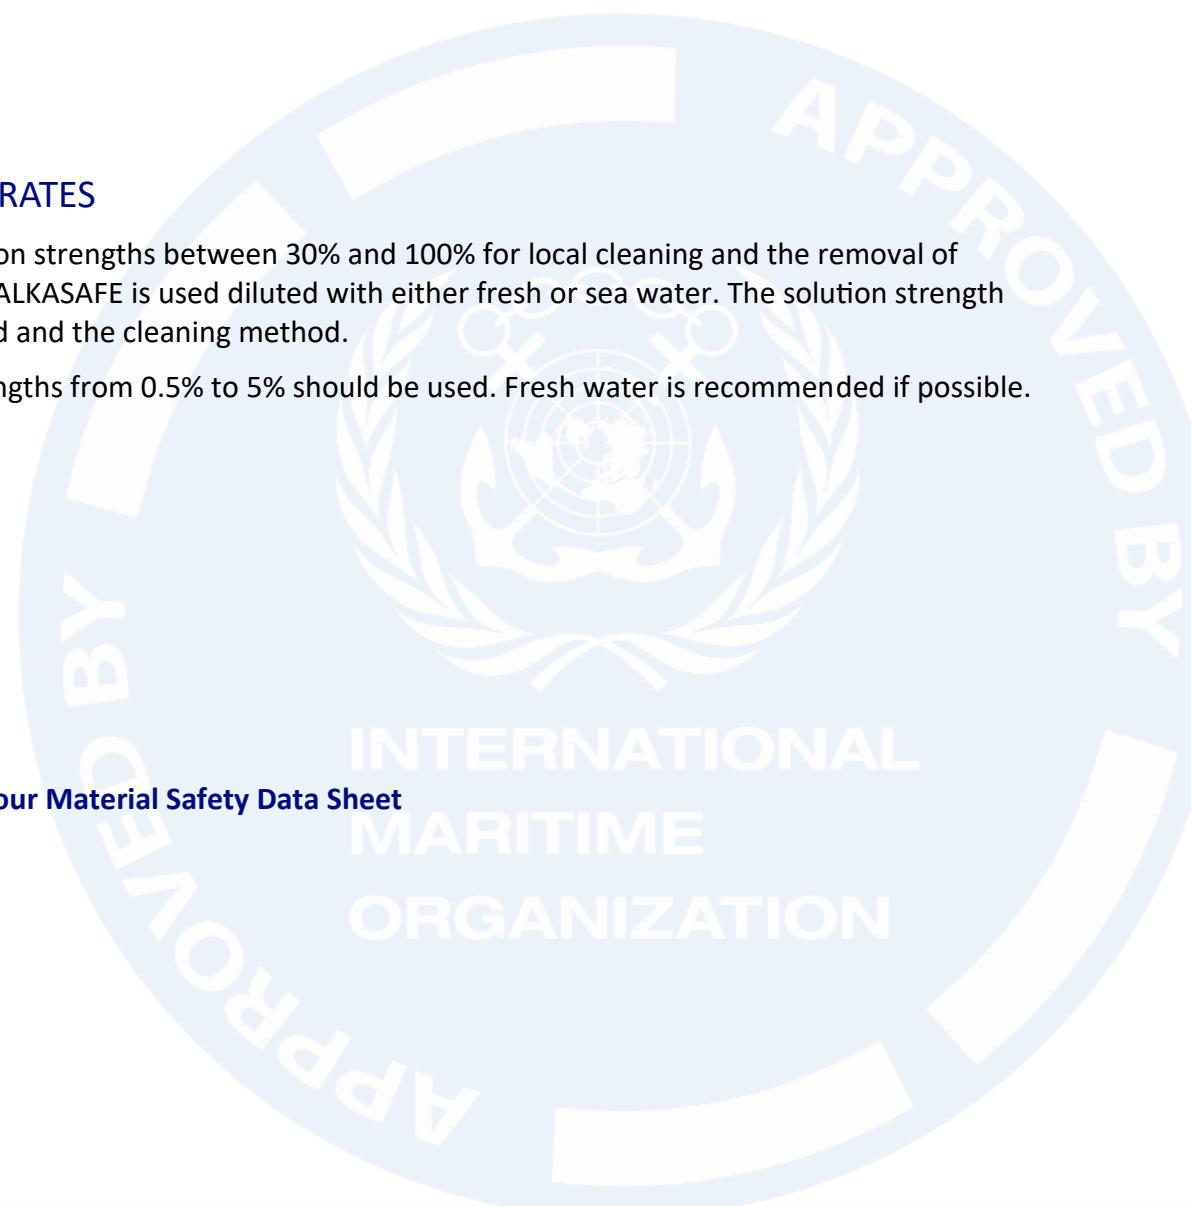 RATES
on strengths between 30% and 100% for local cleaning and the removal of
ALKASAFE is used diluted with either fresh or sea water. The solution strength
d and the cleaning method.
ngths from 0.5% to 5% should be used. Fresh water is recommended if possible.
our Material Safety Data Sheet
APPROVED BY
INTERNATIONAL
MARITIME
ORGANIZATION
APPROVED BY